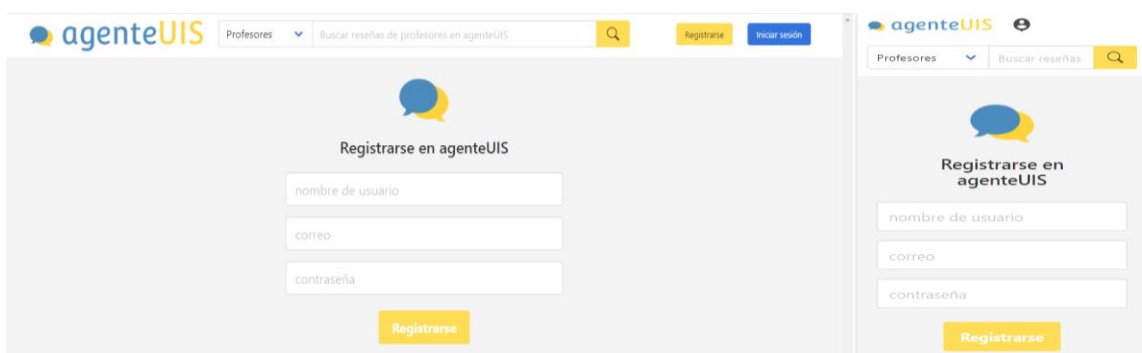 agenteUIS Profesores Buscar reseñas de profesores en agenteUIS Registrarse Iniciar sesión
Registrarse en agenteUIS
nombre de usuario
correo
contraseña
Registrarse
agenteUIS
Profesores Buscar reseñas
Registrarse en
agenteUIS
nombre de usuario
correo
contraseña
Registrarse